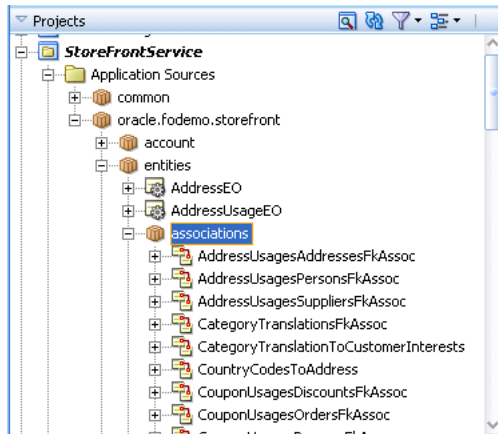 Projects
StoreFrontService
Application Sources
common
oracle.fodemo.storefront
account
entities
AddressEO
AddressUsageEO
associations
AddressUsagesAddressesFkAssoc
AddressUsagesPersonsFkAssoc
AddressUsagesSuppliersFkAssoc
CategoryTranslationsFkAssoc
CategoryTranslationToCustomerInterests
CountryCodesToAddress
CouponUsagesDiscountsFkAssoc
CouponUsagesOrdersFkAssoc